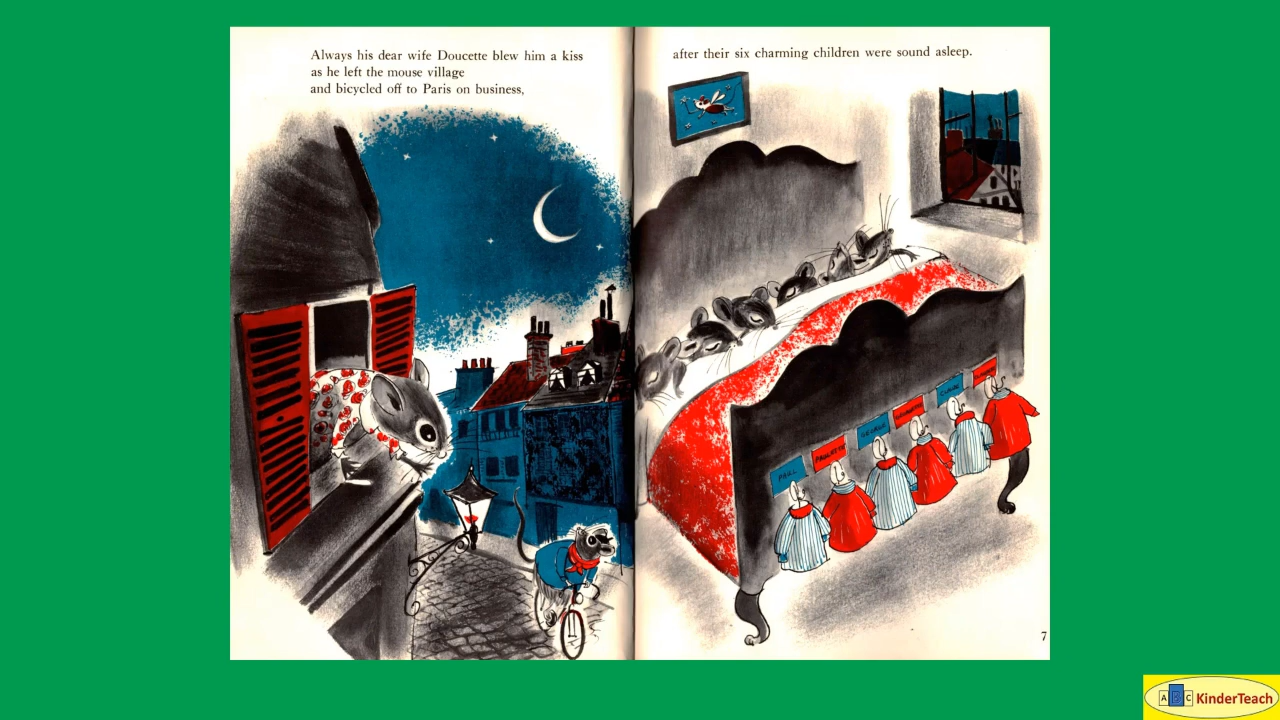 Always his dear wife Doucette blew him a kiss
as he left the mouse village
and bicycled off to Paris on business,
after their six charming children were sound asleep.
PAULETTE
GEORGES
7
A B C KinderTeach